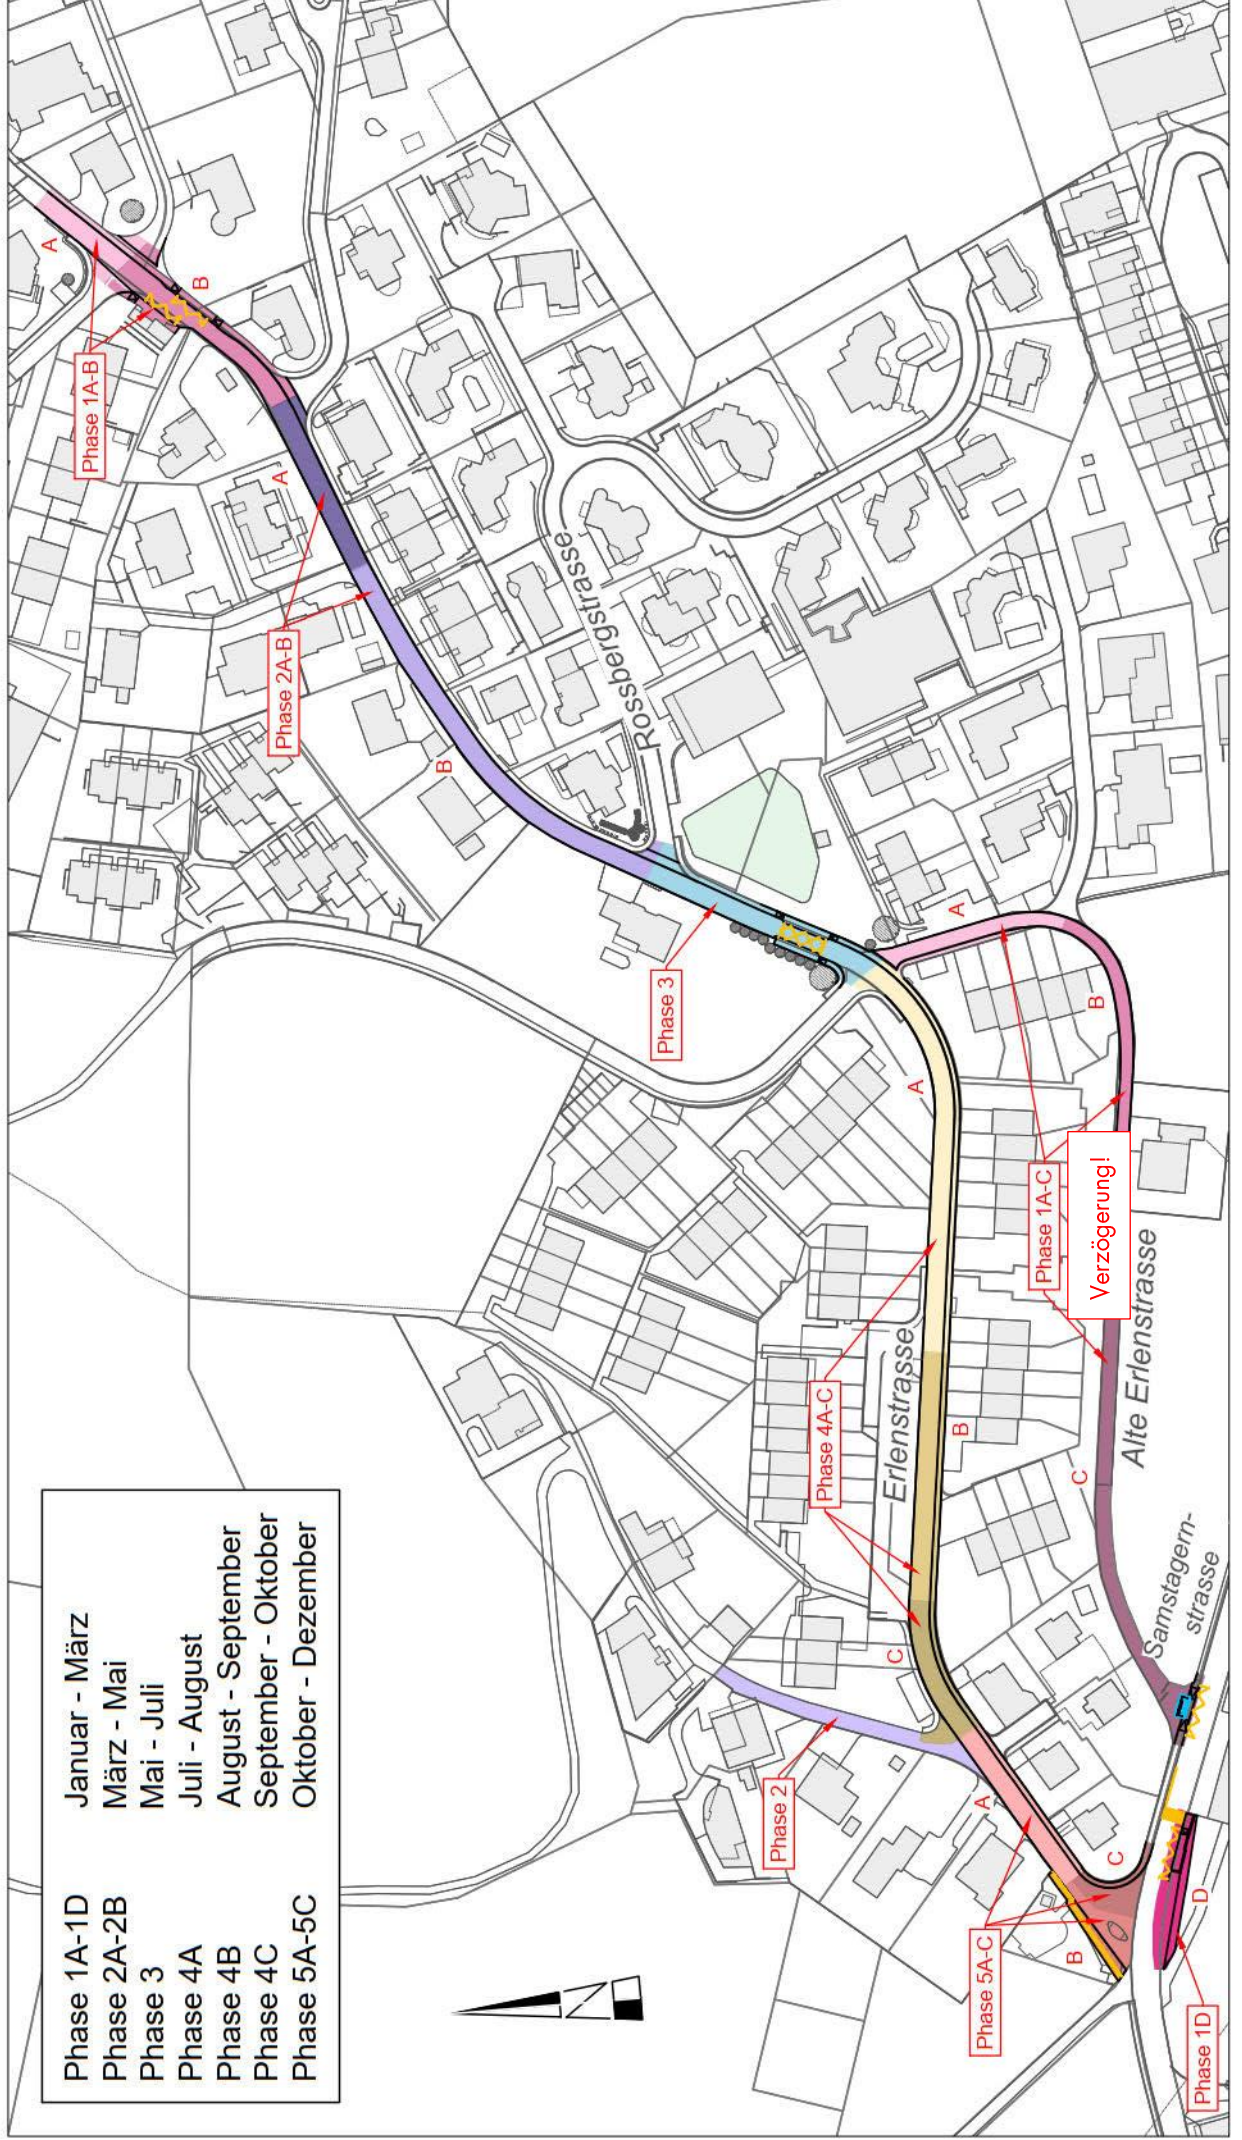 Phase 1A-1D Januar - März
Phase 2A-2B März - Mai
Phase 3 Mai - Juli
Phase 4A Juli - August
Phase 4B August - September
Phase 4C September - Oktober
Phase 5A-5C Oktober - Dezember
Phase 5A-C
Phase 1D
Phase 2
Phase 4A-C
Phase 3
Phase 2A-B
Phase 1A-B
Phase 1A-C
Verzögerung!
Erlenstrasse
Alte Erlenstrasse
Rossbergstrasse
Samstagern-
strasse
A
B
A
B
A
B
C
A
B
C
A
B
C
D